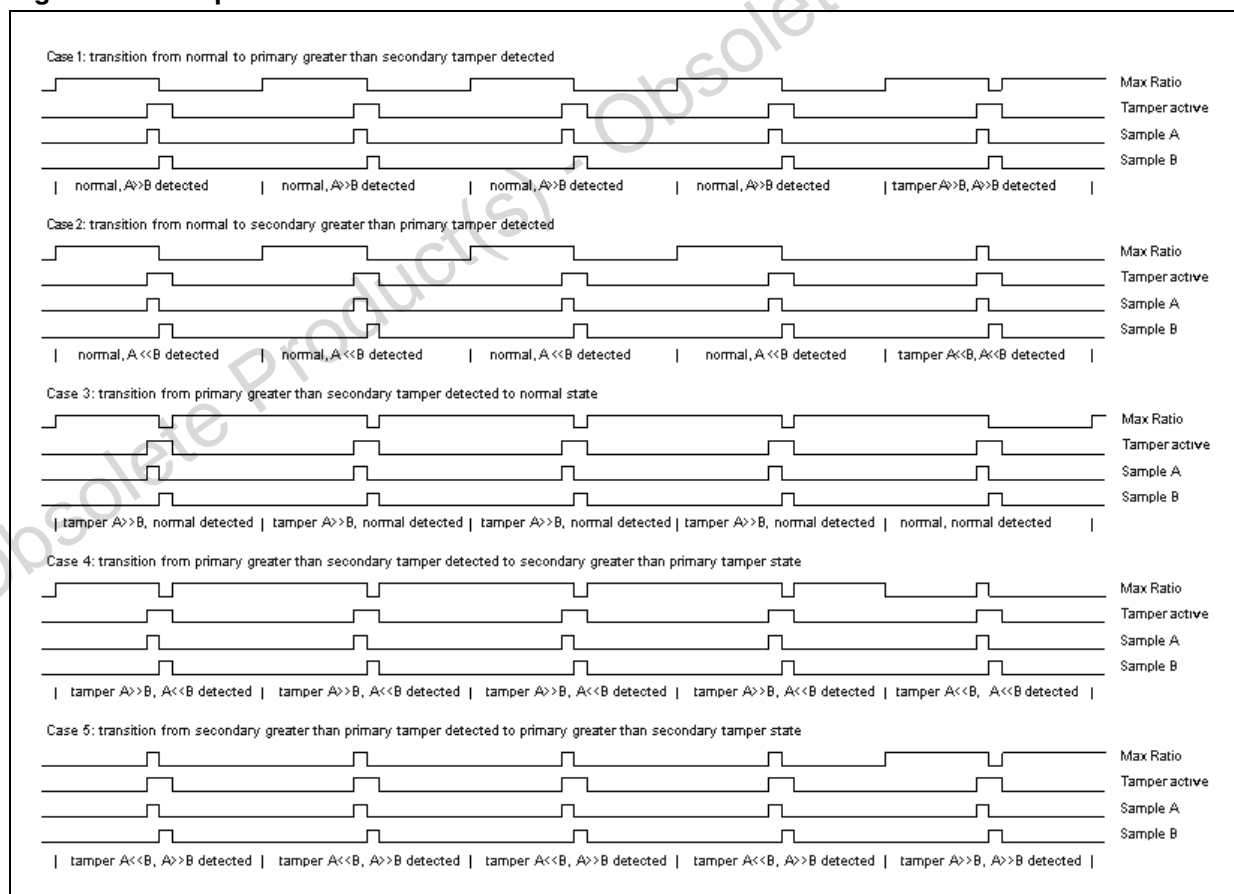 Obsolete Product(s) - Obsolete
Case 1: transition from normal to primary greater than secondary tamper detected
Max Ratio
Tamper active
Sample A
Sample B
| normal, A>>B detected | normal, A>>B detected | normal, A>>B detected | normal, A>>B detected | tamper A>>B, A>>B detected |
Case 2: transition from normal to secondary greater than primary tamper detected
Max Ratio
Tamper active
Sample A
Sample B
| normal, A<<B detected | normal, A<<B detected | normal, A<<B detected | normal, A<<B detected | tamper A<<B, A<<B detected |
Case 3: transition from primary greater than secondary tamper detected to normal state
Max Ratio
Tamper active
Sample A
Sample B
| tamper A>>B, normal detected | tamper A>>B, normal detected | tamper A>>B, normal detected | tamper A>>B, normal detected | normal, normal detected |
Case 4: transition from primary greater than secondary tamper detected to secondary greater than primary tamper state
Max Ratio
Tamper active
Sample A
Sample B
| tamper A>>B, A<<B detected | tamper A>>B, A<<B detected | tamper A>>B, A<<B detected | tamper A>>B, A<<B detected | tamper A<<B, A<<B detected |
Case 5: transition from secondary greater than primary tamper detected to primary greater than secondary tamper state
Max Ratio
Tamper active
Sample A
Sample B
| tamper A<<B, A>>B detected | tamper A<<B, A>>B detected | tamper A<<B, A>>B detected | tamper A<<B, A>>B detected | tamper A>>B, A>>B detected |